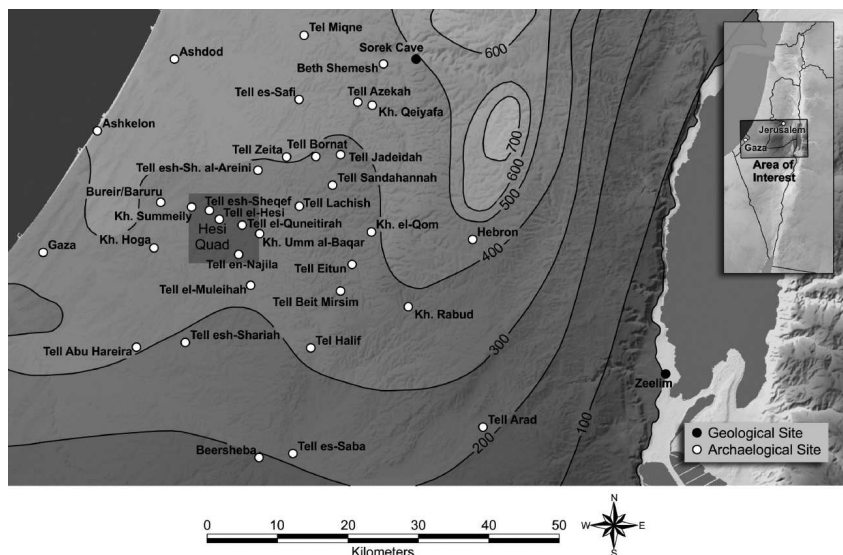 Tel Miqne
600
Ashdod
Sorek Cave
Beth Shemesh
Tell es-Safi
Tell Azekah
Kh. Qeiyafa
700
Ashkelon
600
Tell Zeita
Tell Bornat
Tell Jadeidah
Tell esh-Sh. al-Areini
Tell Sandahannah
500
Bureir/Baruru
Tell esh-Sheqef
Tell Lachish
Kh. Summeily
Tell el-Hesi
Tell el-Quneitirah
Kh. el-Qom
Hesi
Quad
Kh. Umm al-Baqar
Hebron
Gaza
Kh. Hoga
400
Tell en-Najila
Tell Eitun
Tell el-Muleihah
Tell Beit Mirsim
Kh. Rabud
Tell esh-Shariah
Tel Halif
300
Tell Abu Hareira
Zeelim
Tell Arad
100
200
Beersheba
Tell es-Saba
Jerusalem
Gaza
Area of
Interest
Geological Site
Archaelogical Site
0 10 20 30 40 50
Kilometers
N
W E
S